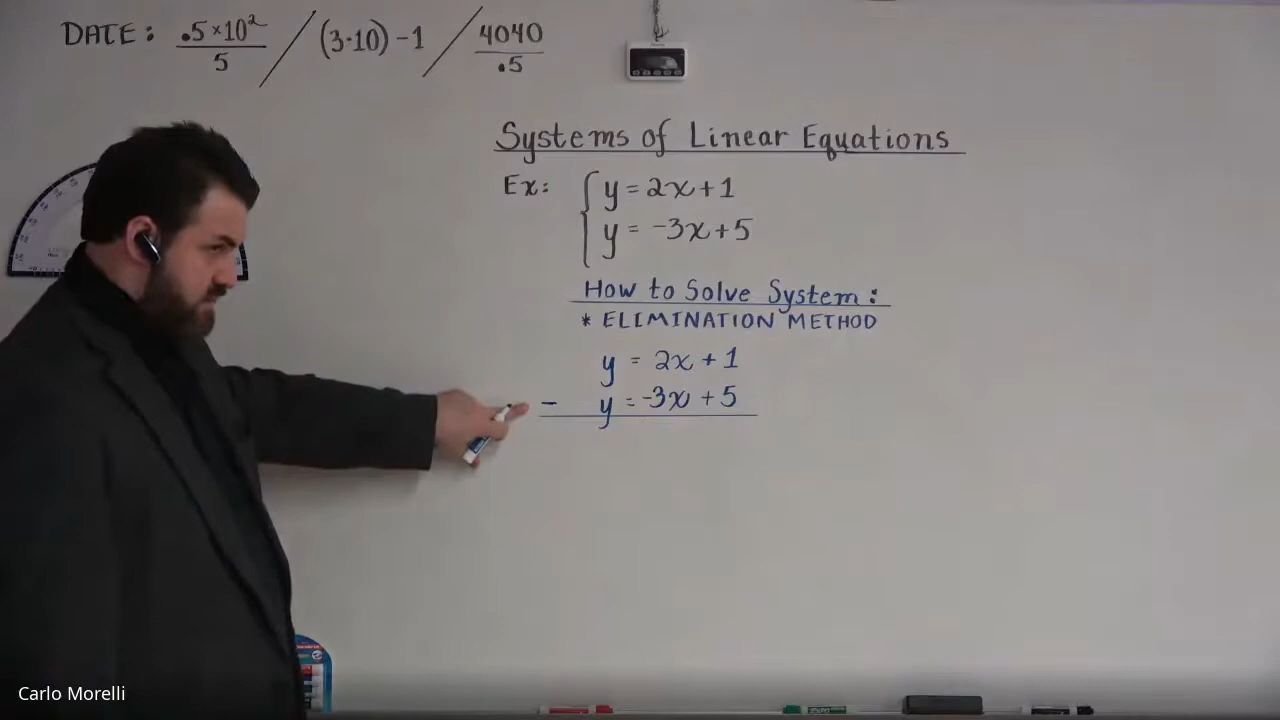 DATE: .5×10² / 5 / (3·10) - 1 / 4040 / .5
Systems of Linear Equations
Ex: { y = 2x + 1
y = -3x + 5
How to Solve System:
* ELIMINATION METHOD
y = 2x + 1
- y = -3x + 5
Carlo Morelli